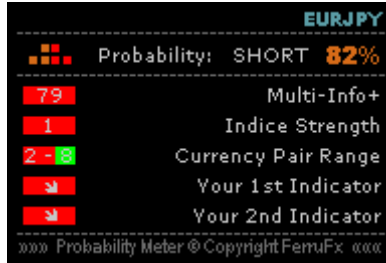 EURJPY
Probability: SHORT 82%
79 Multi-Info+
1 Indice Strength
2 - 8 Currency Pair Range
Your 1st Indicator
Your 2nd Indicator
»»» Probability Meter © Copyright FerruFx «««